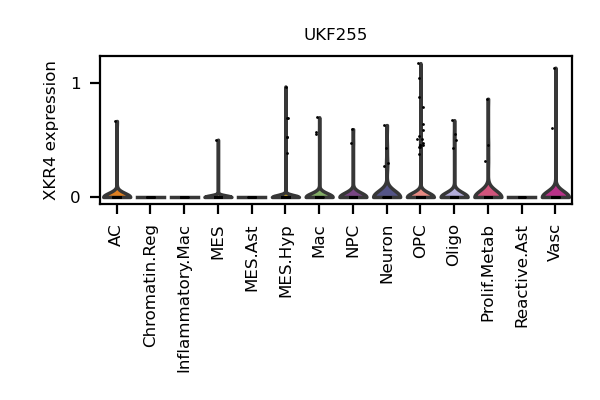 UKF255
XKR4 expression
1
0
AC
Chromatin.Reg
Inflammatory.Mac
MES
MES.Ast
MES.Hyp
Mac
NPC
Neuron
OPC
Oligo
Prolif.Metab
Reactive.Ast
Vasc